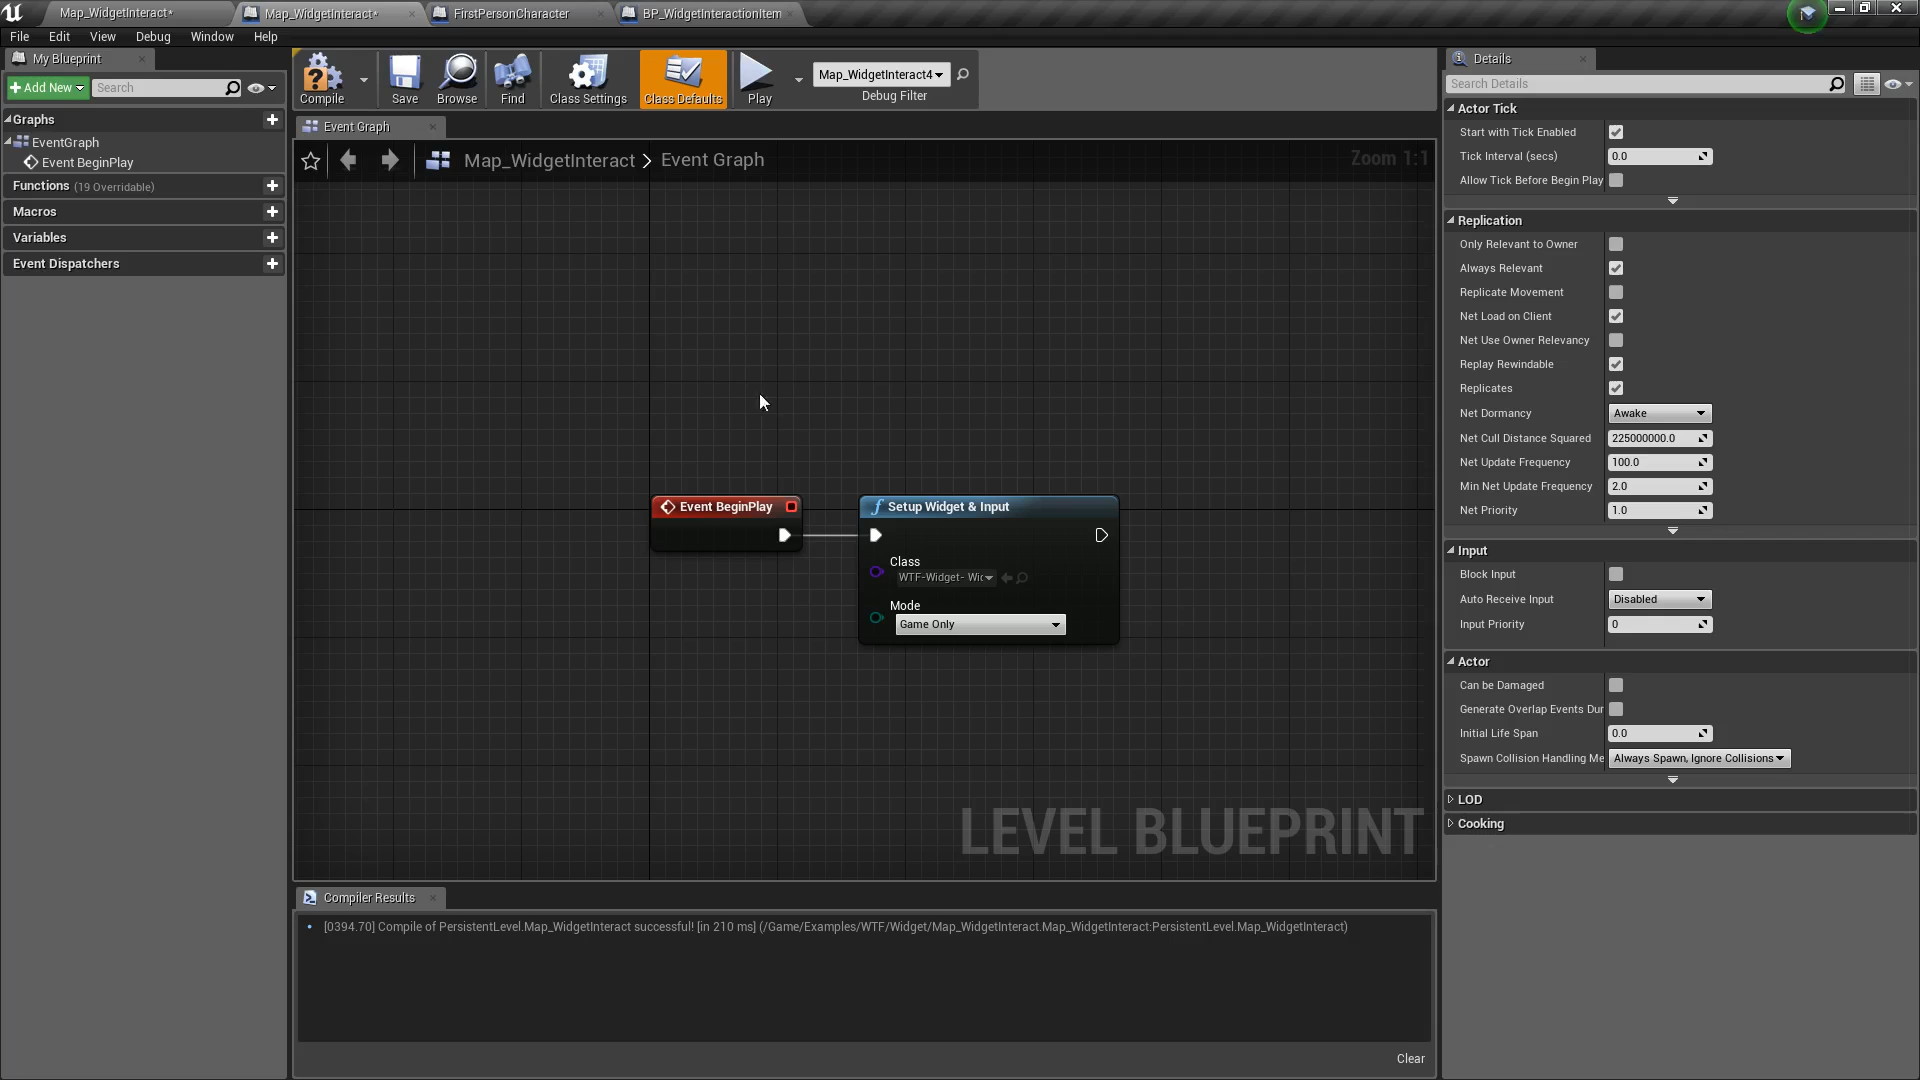 Map_WidgetInteract*
Map_WidgetInteract*
FirstPersonCharacter
BP_WidgetInteractionItem
File
Edit
View
Debug
Window
Help
My Blueprint
Add New
Search
Graphs
EventGraph
Event BeginPlay
Functions (19 Overridable)
Macros
Variables
Event Dispatchers
Compile
Save
Browse
Find
Class Settings
Class Defaults
Play
Map_WidgetInteract4
Debug Filter
Event Graph
Map_WidgetInteract > Event Graph
Zoom 1:1
Event BeginPlay
Setup Widget & Input
Class
WTF-Widget- Wic
Mode
Game Only
LEVEL BLUEPRINT
Compiler Results
[0394.70] Compile of PersistentLevel.Map_WidgetInteract successful! [in 210 ms] (/Game/Examples/WTF/Widget/Map_WidgetInteract.Map_WidgetInteract:PersistentLevel.Map_WidgetInteract)
Clear
Details
Search Details
Actor Tick
Start with Tick Enabled
Tick Interval (secs) 0.0
Allow Tick Before Begin Play
Replication
Only Relevant to Owner
Always Relevant
Replicate Movement
Net Load on Client
Net Use Owner Relevancy
Replay Rewindable
Replicates
Net Dormancy Awake
Net Cull Distance Squared 225000000.0
Net Update Frequency 100.0
Min Net Update Frequency 2.0
Net Priority 1.0
Input
Block Input
Auto Receive Input Disabled
Input Priority 0
Actor
Can be Damaged
Generate Overlap Events Dur
Initial Life Span 0.0
Spawn Collision Handling Me Always Spawn, Ignore Collisions
LOD
Cooking